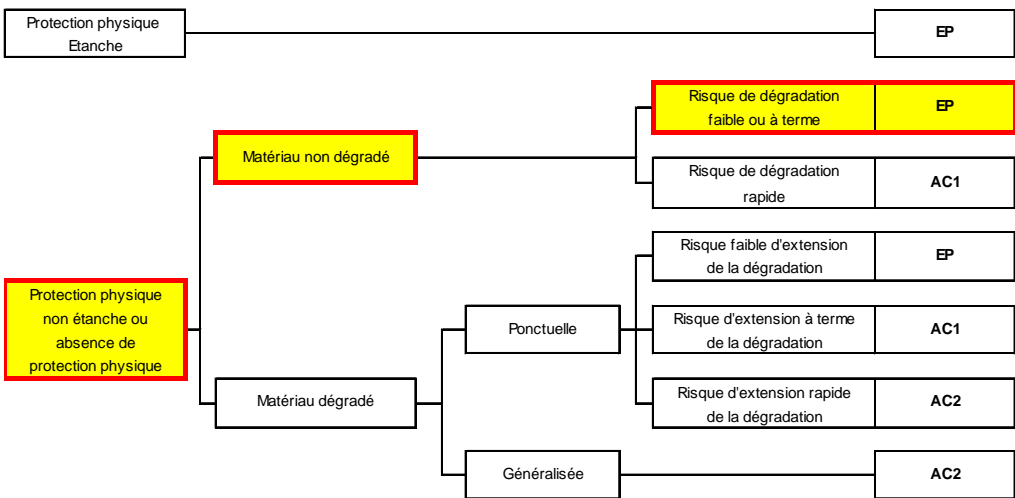 Protection physique
Etanche
EP
Risque de dégradation
faible ou à terme
EP
Matériau non dégradé
Risque de dégradation
rapide
AC1
Risque faible d'extension
de la dégradation
EP
Protection physique
non étanche ou
absence de
protection physique
Ponctuelle
Risque d'extension à terme
de la dégradation
AC1
Matériau dégradé
Risque d'extension rapide
de la dégradation
AC2
Généralisée
AC2